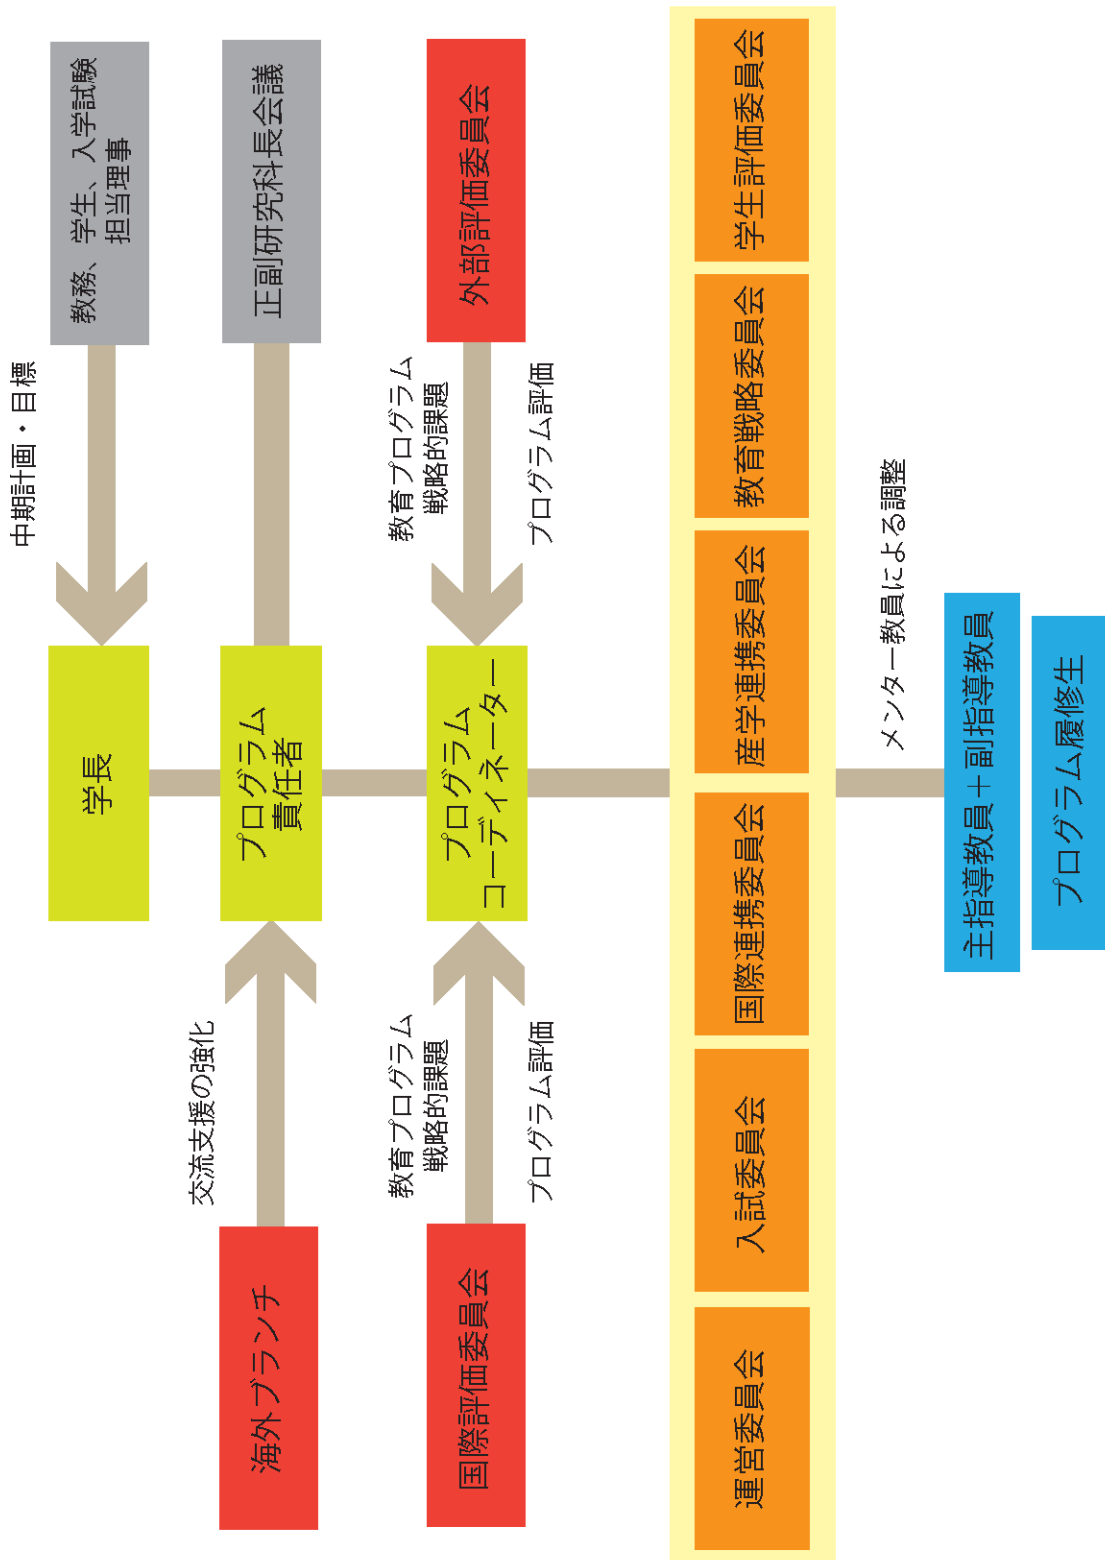 中期計画・目標
学長
教務、学生、入学試験
担当理事
交流支援の強化
海外ブランチ
プログラム
責任者
正副研究科長会議
教育プログラム
戦略的課題
教育プログラム
戦略的課題
国際評価委員会
プログラム
コーディネーター
外部評価委員会
プログラム評価
プログラム評価
運営委員会
入試委員会
国際連携委員会
産学連携委員会
教育戦略委員会
学生評価委員会
メンター教員による調整
主指導教員＋副指導教員
プログラム履修生